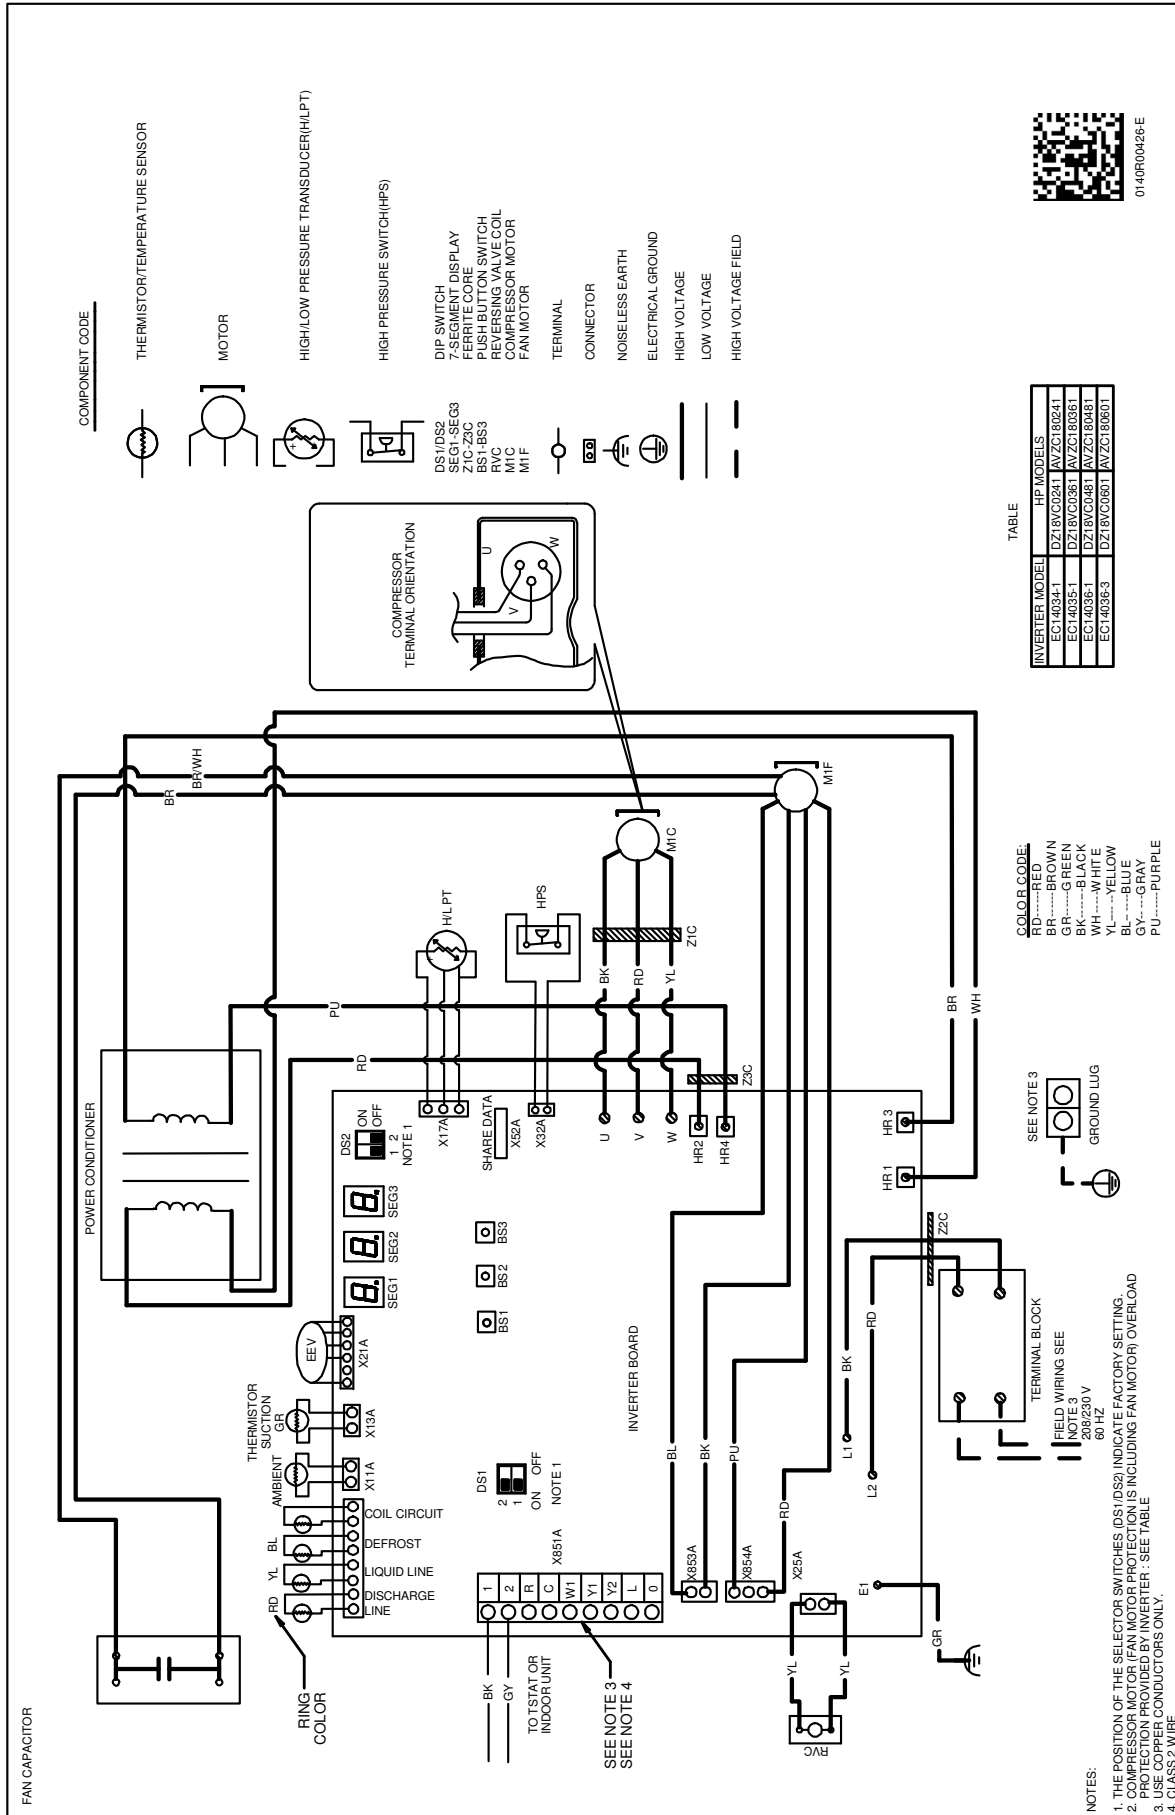 FAN CAPACITOR
POWER CONDITIONER
RING
COLOR
RD
YL
BL
AMBIENT
THERMISTOR
SUCTION
GR
EEV
COIL CIRCUIT
DEFROST
LIQUID LINE
DISCHARGE
LINE
X11A
X13A
X21A
SEG1
SEG2
SEG3
DS2
ON
OFF
1 2
NOTE 1
BS1
BS2
BS3
SHARE DATA
X52A
X17A
X32A
H/L PT
HPS
RD
PU
BR
BR/WH
BK
GY
TO TSTAT OR
INDOOR UNIT
SEE NOTE 3
SEE NOTE 4
1
2
R
C
W1
Y1
Y2
L
0
X851A
DS1
2
1
ON
OFF
NOTE 1
INVERTER BOARD
U
V
W
BK
RD
YL
Z1C
M1C
M1F
HR2
HR4
Z3C
HR1
HR3
BR
WH
X853A
X854A
X25A
BL
BK
PU
RD
L1
L2
BK
RD
Z2C
E1
GR
YL
YL
RVC
TERMINAL BLOCK
FIELD WIRING SEE
NOTE 3
208/230 V
60 HZ
SEE NOTE 3
GROUND LUG
COMPRESSOR
TERMINAL ORIENTATION
U
V
W
COMPONENT CODE
THERMISTOR/TEMPERATURE SENSOR
MOTOR
HIGH/LOW PRESSURE TRANSDUCER(H/LPT)
HIGH PRESSURE SWITCH(HPS)
DS1/DS2 DIP SWITCH
SEG1-SEG3 7-SEGMENT DISPLAY
Z1C-Z3C FERRITE CORE
BS1-BS3 PUSH BUTTON SWITCH
RVC REVERSING VALVE COIL
M1C COMPRESSOR MOTOR
M1F FAN MOTOR
TERMINAL
CONNECTOR
NOISELESS EARTH
ELECTRICAL GROUND
HIGH VOLTAGE
LOW VOLTAGE
HIGH VOLTAGE FIELD
COLOR CODE:
RD------RED
BR------BROWN
GR------GREEN
BK------BLACK
WH-----WHITE
YL-----YELLOW
BL-----BLUE
GY----GRAY
PU------PURPLE
TABLE
INVERTER MODEL HP MODELS
EC14034-1 DZ18VC0241 AVZC180241
EC14035-1 DZ18VC0361 AVZC180361
EC14036-1 DZ18VC0481 AVZC180481
EC14036-3 DZ18VC0601 AVZC180601
NOTES:
1. THE POSITION OF THE SELECTOR SWITCHES (DS1/DS2) INDICATE FACTORY SETTING.
2. COMPRESSOR MOTOR (FAN MOTOR PROTECTION IS INCLUDING FAN MOTOR) OVERLOAD
PROTECTION PROVIDED BY INVERTER : SEE TABLE
3. USE COPPER CONDUCTORS ONLY.
4. CLASS 2 WIRE
0140R00426-E